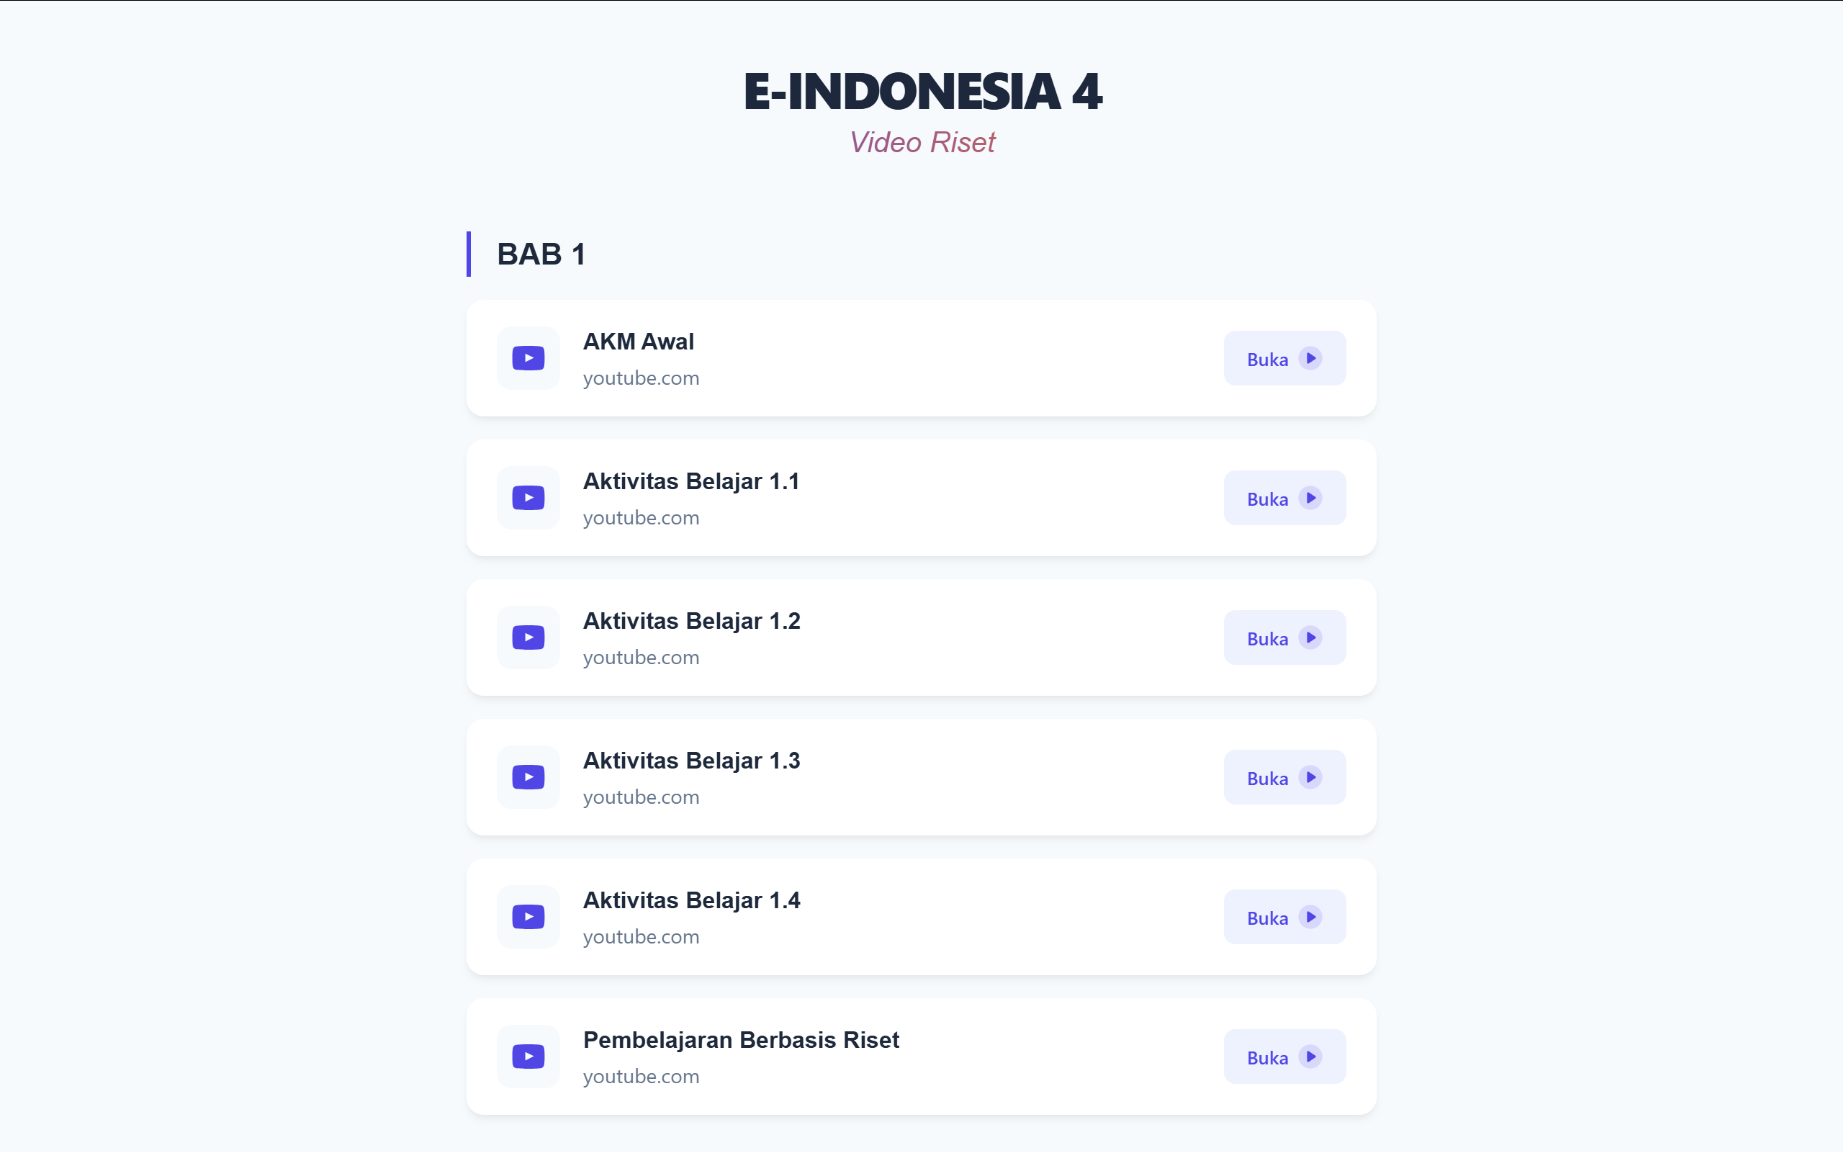 E-INDONESIA 4
Video Riset
BAB 1
AKM Awal
youtube.com
Buka
Aktivitas Belajar 1.1
youtube.com
Buka
Aktivitas Belajar 1.2
youtube.com
Buka
Aktivitas Belajar 1.3
youtube.com
Buka
Aktivitas Belajar 1.4
youtube.com
Buka
Pembelajaran Berbasis Riset
youtube.com
Buka